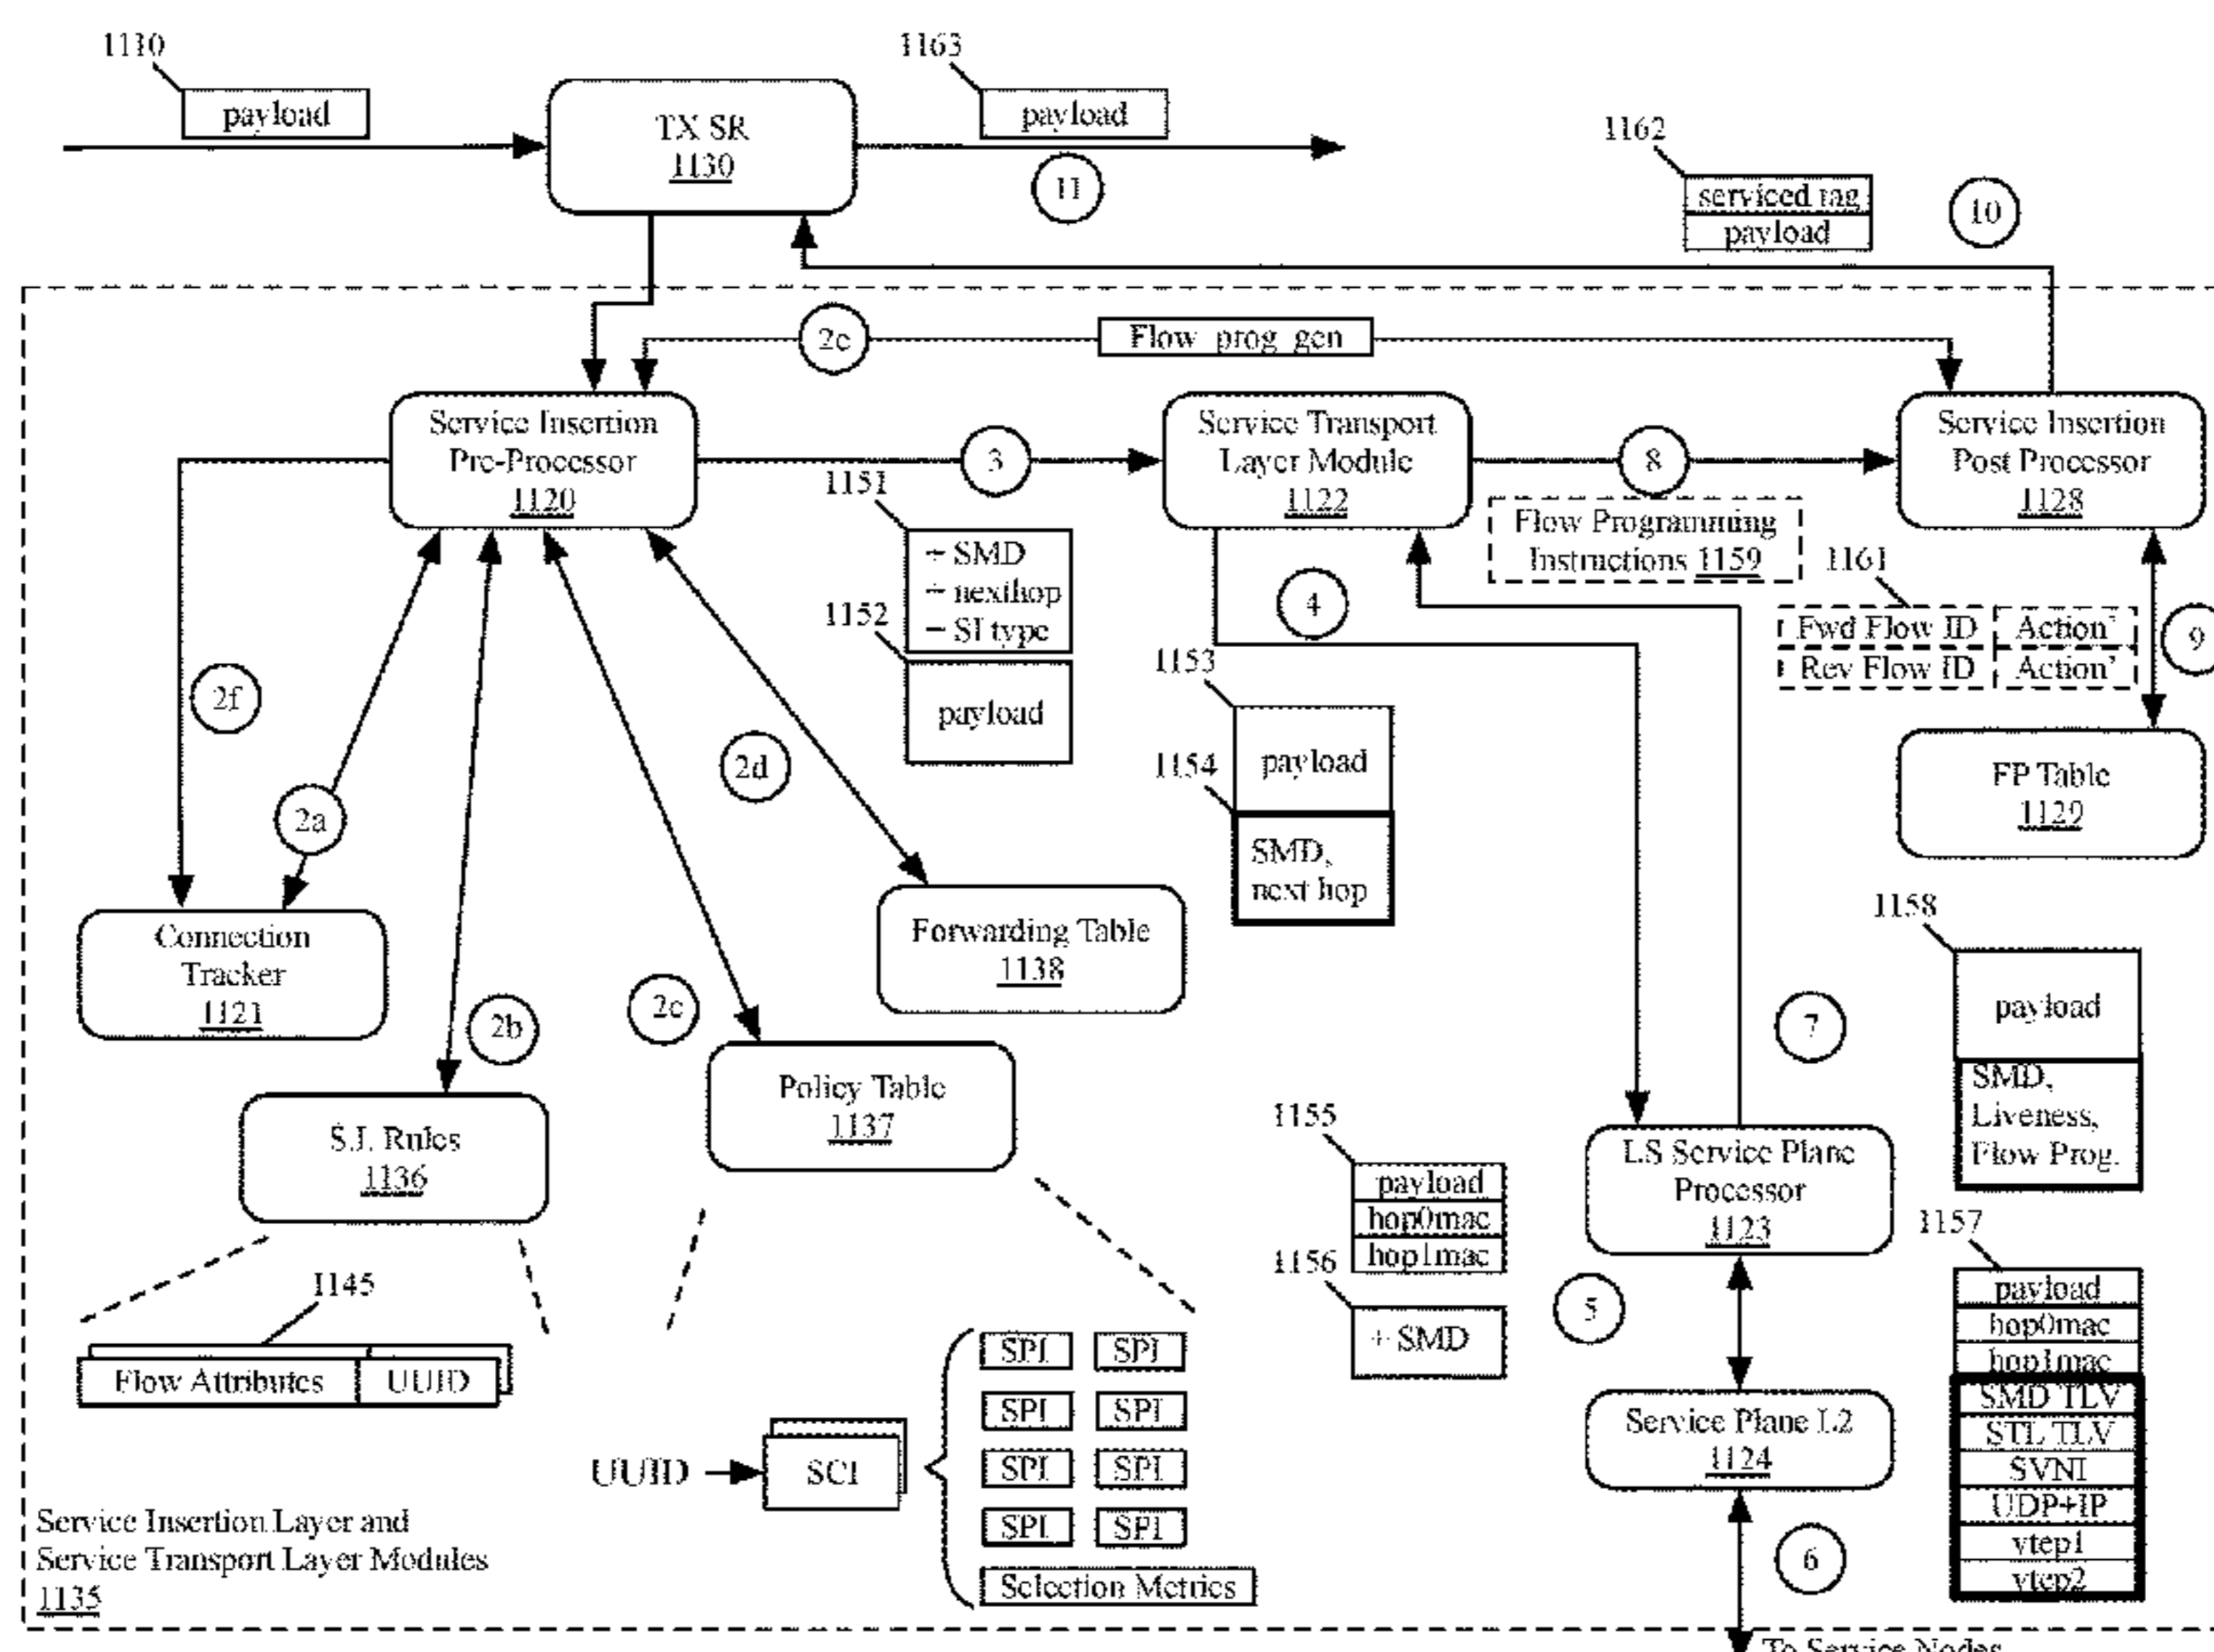 1110
payload
TX SR
1130
1163
payload
11
1162
serviced tag
payload
10
2e
Flow_prog_gen
Service Insertion
Pre-Processor
1120
3
Service Transport
Layer Module
1122
8
Service Insertion
Post Processor
1128
1151
+ SMD
+ nexthop
- SI type
1152
payload
Flow Programming
Instructions 1159
1161
Fwd Flow ID Action'
Rev Flow ID Action'
9
4
2f
2a
2d
1153
payload
1154
SMD,
next hop
FP Table
1129
Connection
Tracker
1121
Forwarding Table
1138
2b
2c
Policy Table
1137
S.I. Rules
1136
7
1158
payload
SMD,
Liveness,
Flow Prog.
1155
payload
hop0mac
hop1mac
1156
+ SMD
LS Service Plane
Processor
1123
5
1157
payload
hop0mac
hop1mac
SMD TLV
STL TLV
SVNI
UDP+IP
vtep1
vtep2
Service Plane L2
1124
6
1145
Flow Attributes UUID
UUID
SCI
SPI SPI
SPI SPI
SPI SPI
SPI SPI
Selection Metrics
Service Insertion Layer and
Service Transport Layer Modules
1135
To Service Nodes